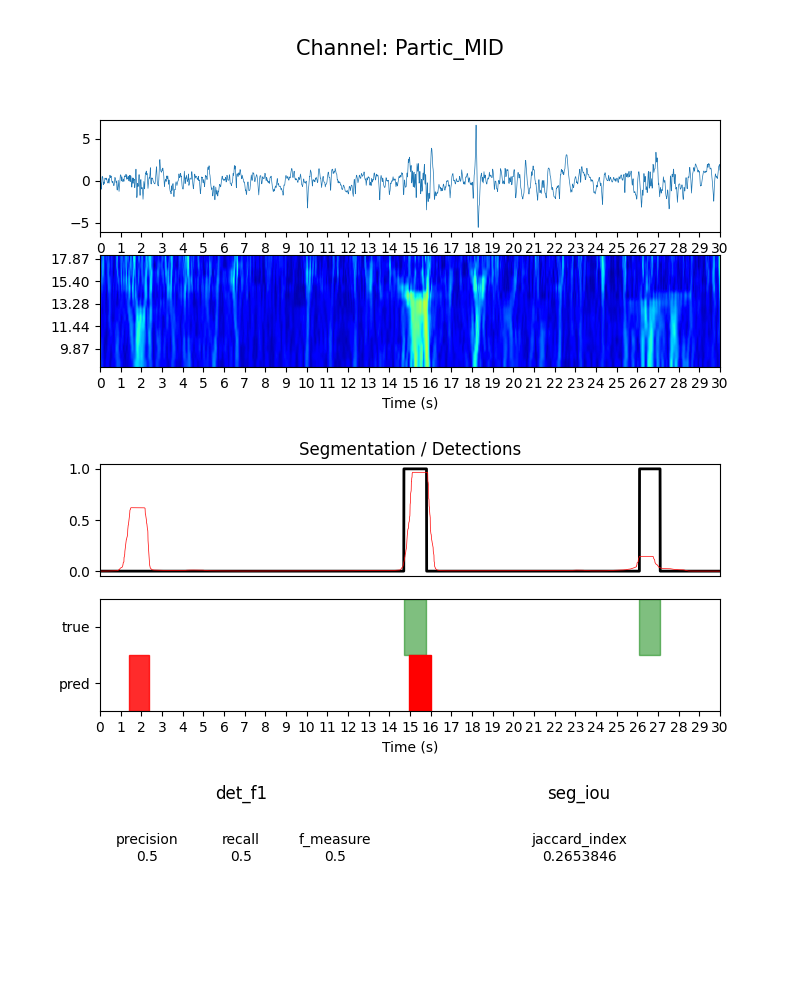 Channel: Partic_MID
5
0
−5
0 1 2 3 4 5 6 7 8 9 10 11 12 13 14 15 16 17 18 19 20 21 22 23 24 25 26 27 28 29 30
17.87
15.40
13.28
11.44
9.87
0 1 2 3 4 5 6 7 8 9 10 11 12 13 14 15 16 17 18 19 20 21 22 23 24 25 26 27 28 29 30
Time (s)
Segmentation / Detections
1.0
0.5
0.0
true
pred
0 1 2 3 4 5 6 7 8 9 10 11 12 13 14 15 16 17 18 19 20 21 22 23 24 25 26 27 28 29 30
Time (s)
det_f1 seg_iou
precision recall f_measure jaccard_index
0.5 0.5 0.5 0.2653846